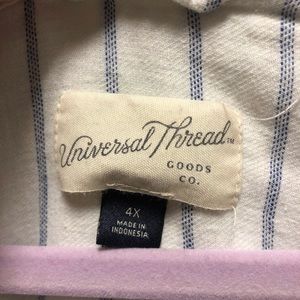 Universal Thread™
GOODS
CO.
4X
MADE IN
INDONESIA